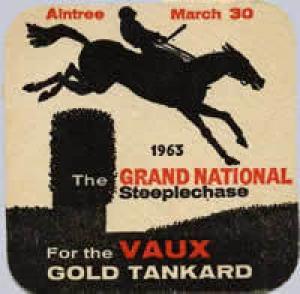 Aintree March 30
1963
The GRAND NATIONAL
Steeplechase
For the VAUX
GOLD TANKARD